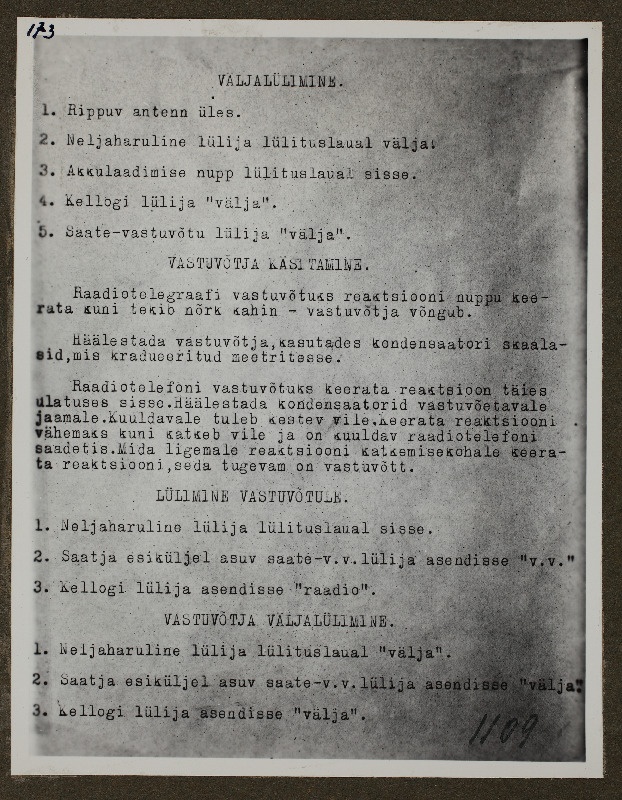 173
VÄLJALÜLIMINE.
1. Rippuv antenn üles.
2. Neljaharuline lülija lülituslaual välja.
3. Akkulaadimise nupp lülituslaual sisse.
4. Kellogi lülija "välja".
5. Saate-vastuvõtu lülija "välja".
VASTUVÕTJA KÄSITAMINE.
Raadiotelegraafi vastuvõtuks reaktsiooni nuppu kee-
rata kuni tekib nõrk kahin - vastuvõtja võngub.
Häälestada vastuvõtja,kasutades kondensaatori skaala-
sid,mis kradueeritud meetritesse.
Raadiotelefoni vastuvõtuks keerata reaktsioon täies
ulatuses sisse.Häälestada kondensaatorid vastuvõetavale
jaamale.Kuuldavale tuleb kestev vile.Keerata reaktsiooni
vähemaks kuni katkeb vile ja on kuuldav raadiotelefoni
saadetis.Mida ligemale reaktsiooni katkemisekohale keera-
ta reaktsiooni,seda tugevam on vastuvõtt.
LÜLIMINE VASTUVÕTULE.
1. Neljaharuline lülija lülituslaual sisse.
2. Saatja esiküljel asuv saate-v.v.lülija asendisse "v.v."
3. Kellogi lülija asendisse "raadio".
VASTUVÕTJA VÄLJALÜLIMINE.
1. Neljaharuline lülija lülituslaual "välja".
2. Saatja esiküljel asuv saate-v.v.lülija asendisse "välja"
3. Kellogi lülija asendisse "välja".
1109